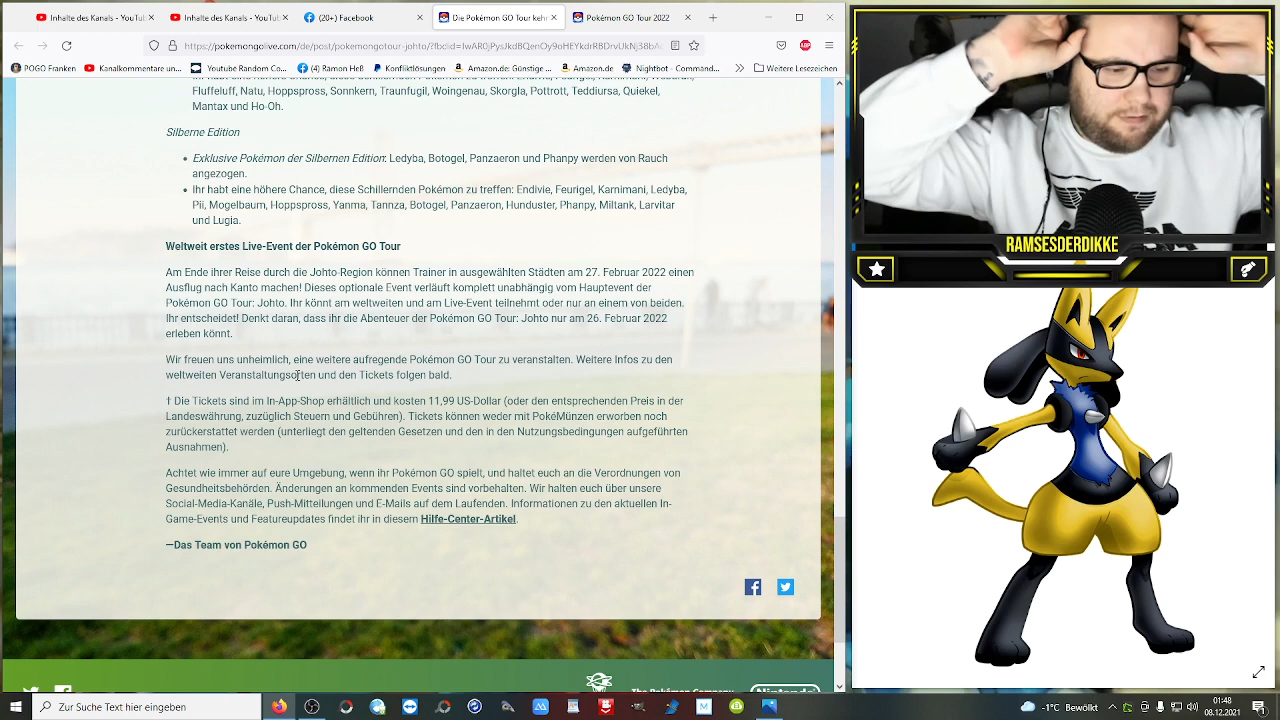 Silbenals des Kanals - YouTube
(1) Facebook
Pokémon GO Tour kehrt mit
Pokémon GO Tour 2022
https://pokemongolive.com/de/post/pokemongotour-johto/?fbclid=
POGO Franken
Kanalsteuerung - un...
Youtube Random Co...
(4) Ramon Heß
Konfliktlösungen
Amazon.de: Günstige ...
Amazon.de
Nightbot - Comman...
Weitere Lesezeichen
Fluffeluff, Natu, Hoppspross, Sonnkern, Traunfugil, Woingenau, Skorgla, Pottrott, Teddiursa, Quiekel,
Mantax und Ho-Oh.
Silberne Edition
Exklusive Pokémon der Silbernen Edition: Ledyba, Botogel, Panzaeron und Phanpy werden von Rauch
angezogen.
Ihr habt eine höhere Chance, diese Schillernden Pokémon zu treffen: Endivie, Feurigel, Karnimani, Ledyba,
Pii, Mogelbaum, Hoppspross, Yanma, Kramurx, Botogel, Panzaeron, Hunduster, Phanpy, Miltank, Larvitar
und Lugia.
Weltweit erstes Live-Event der Pokémon GO Tour
Am Ende ihrer Reise durch die Johto-Region können Trainer in ausgewählten Städten am 27. Februar 2022 einen
Ausflug nach Kanto machen! Dieses optionale Event verläuft komplett unabhängig vom Hauptevent der
Pokémon GO Tour: Johto. Ihr könnt am weltweiten und am Live-Event teilnehmen oder nur an einem von beiden.
Ihr entscheidet! Denkt daran, dass ihr die Abenteuer der Pokémon GO Tour: Johto nur am 26. Februar 2022
erleben könnt.
Wir freuen uns unheimlich, eine weitere aufregende Pokémon GO Tour zu veranstalten. Weitere Infos zu den
weltweiten Veranstaltungsorten und den Tickets folgen bald.
† Die Tickets sind im In-App-Shop erhältlich und kosten 11,99 US-Dollar (oder den entsprechenden Preis in der
Landeswährung, zuzüglich Steuern und Gebühren). Tickets können weder mit PokéMünzen erworben noch
zurückerstattet werden (unterliegt den geltenden Gesetzen und den in den Nutzungsbedingungen aufgeführten
Ausnahmen).
Achtet wie immer auf eure Umgebung, wenn ihr Pokémon GO spielt, und haltet euch an die Verordnungen von
Gesundheitsbehörden. Änderungen an kommenden Events sind vorbehalten. Wir halten euch über unsere
Social-Media-Kanäle, Push-Mitteilungen und E-Mails auf dem Laufenden. Informationen zu den aktuellen In-
Game-Events und Featureupdates findet ihr in diesem Hilfe-Center-Artikel.
—Das Team von Pokémon GO
The Pokémon Company
Nintendo
RAMSESDERDIKKE
Zur Suche Text hier eingeben
1°C Bewölkt
01:48
08.12.2021